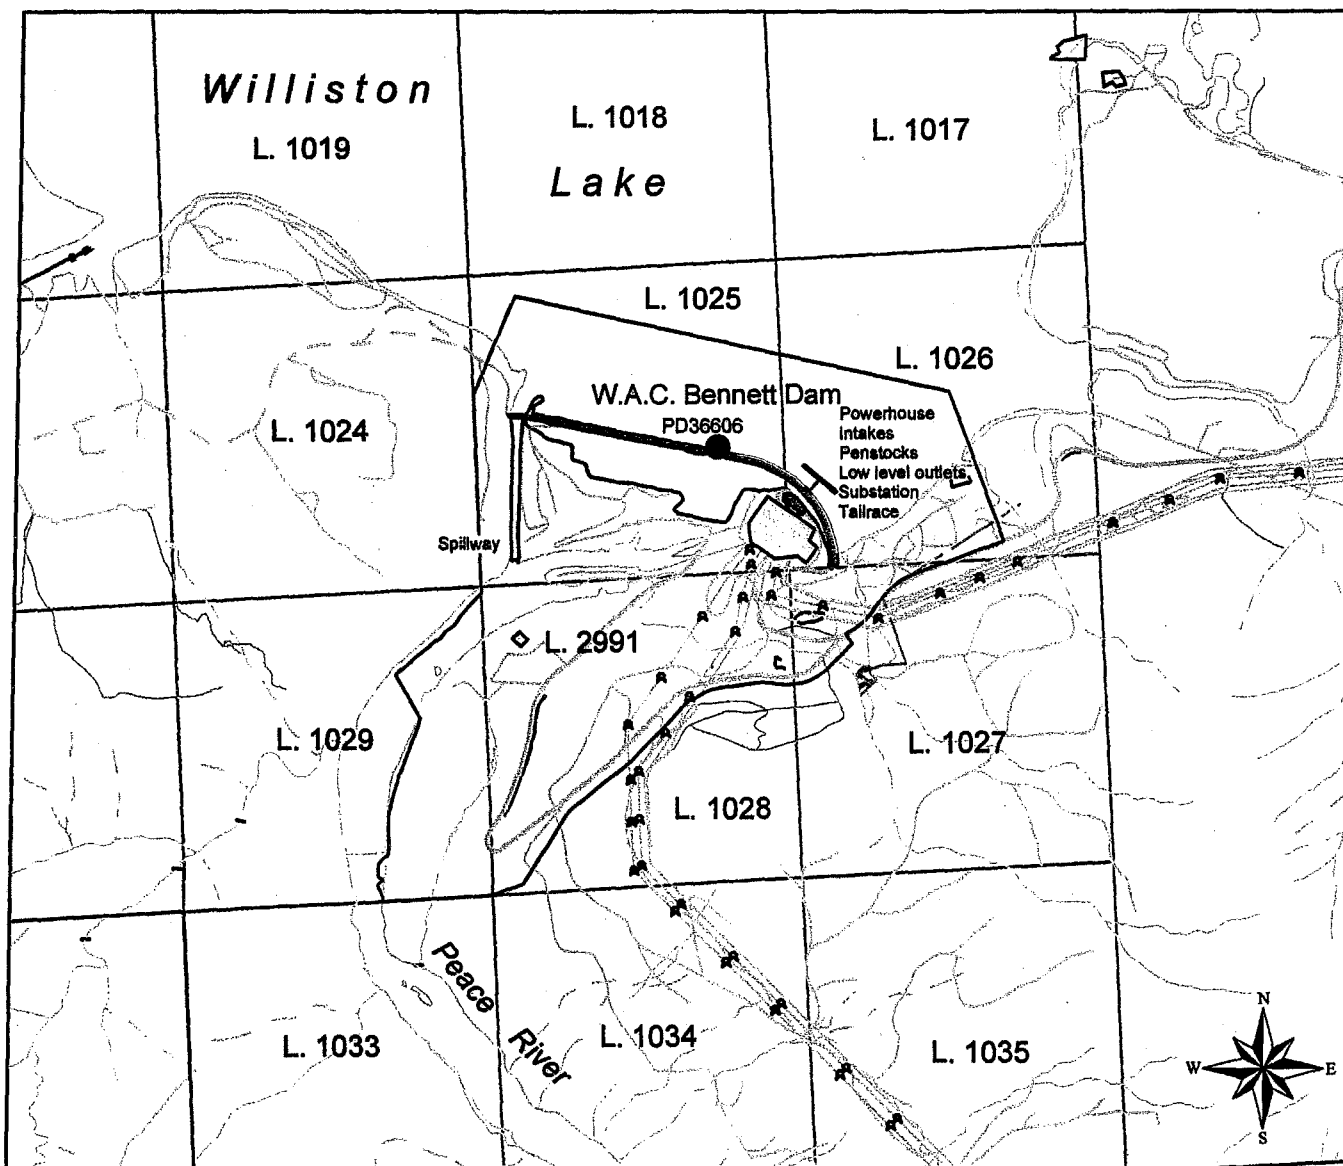 Williston
L. 1019
L. 1018
L. 1017
Lake
L. 1025
L. 1026
W.A.C. Bennett Dam
PD36606
Powerhouse
Intakes
Penstocks
Low level outlets
Substation
Tailrace
L. 1024
Spillway
L. 2991
L. 1029
L. 1027
L. 1028
Peace River
L. 1033
L. 1034
L. 1035
N
W
E
S